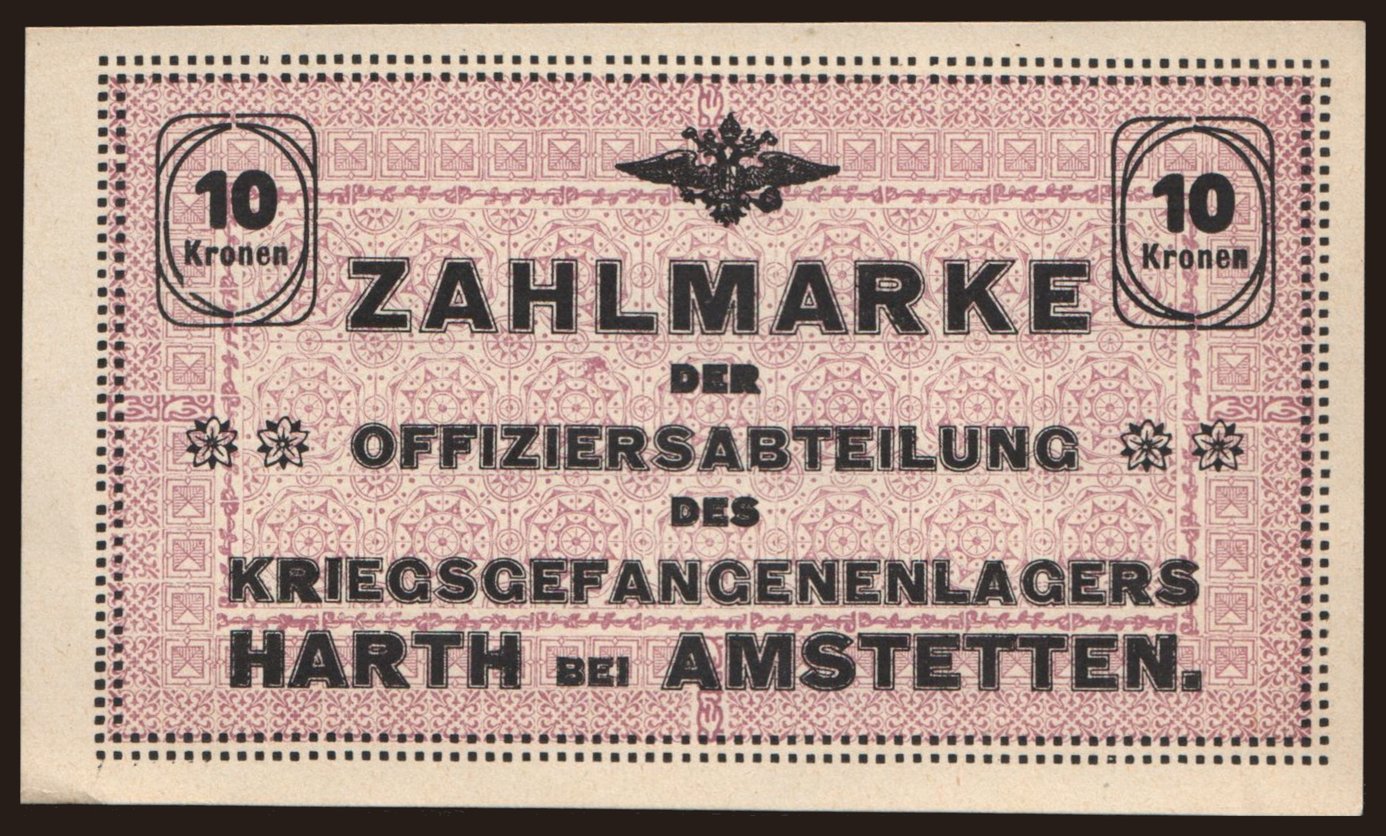 10
Kronen
10
Kronen
ZAHLMARKE
DER
OFFIZIERSABTEILUNG
DES
KRIEGSGEFANGENENLAGERS
HARTH BEI AMSTETTEN.